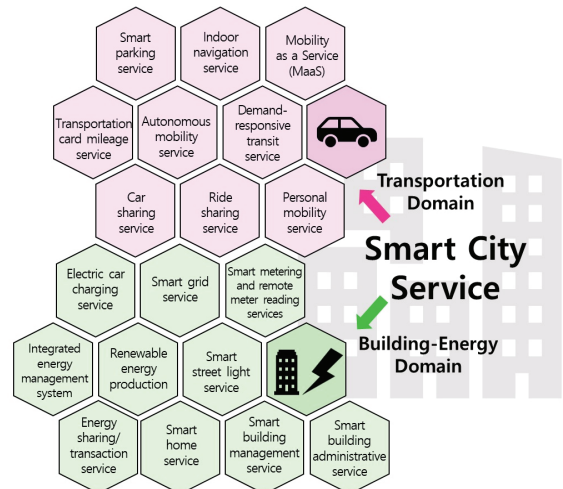 Smart
parking
service
Indoor
navigation
service
Mobility
as a Service
(MaaS)
Transportation
card mileage
service
Autonomous
mobility
service
Demand-
responsive
transit
service
Car
sharing
service
Ride
sharing
service
Personal
mobility
service
Transportation
Domain
Smart City
Service
Building-Energy
Domain
Electric car
charging
service
Smart grid
service
Smart metering
and remote
meter reading
services
Integrated
energy
management
system
Renewable
energy
production
Smart
street light
service
Energy
sharing/
transaction
service
Smart
home
service
Smart
building
management
service
Smart
building
administrative
service